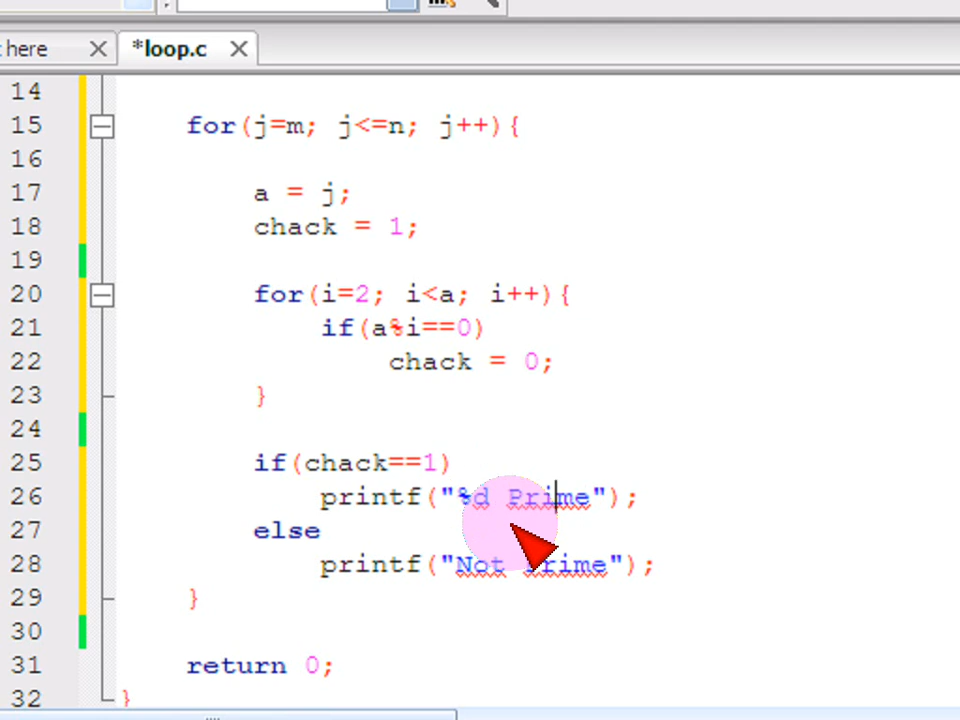 here
*loop.c
14
15 for(j=m; j<=n; j++){
16
17 a = j;
18 chack = 1;
19
20 for(i=2; i<a; i++){
21 if(a%i==0)
22 chack = 0;
23 }
24
25 if(chack==1)
26 printf("%d Prime");
27 else
28 printf("Not Prime");
29 }
30
31 return 0;
32 }